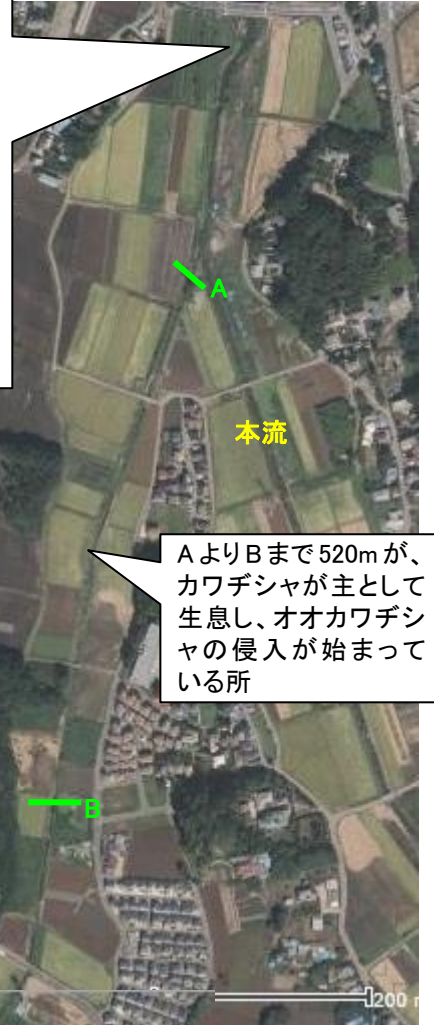 A
本流
AよりBまで520mが、
カワヂシャが主として
生息し、オオカワヂシ
ャの侵入が始まって
いる所
B
200 m